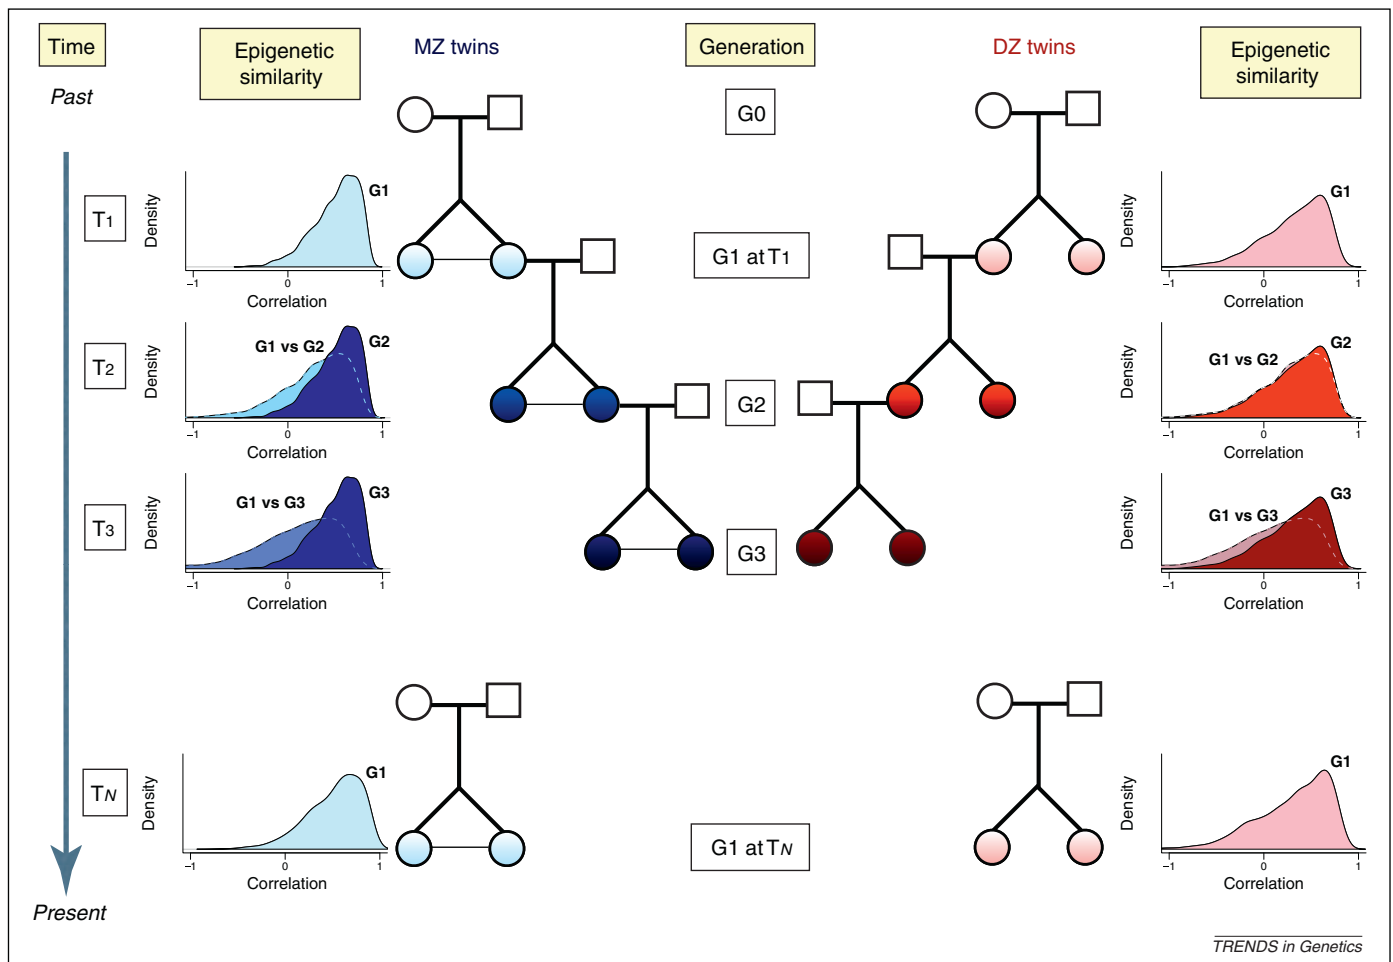 Time
Epigenetic
similarity
MZ twins
Generation
DZ twins
Epigenetic
similarity
Past
G0
T1
Density
G1
−1
0
1
Correlation
G1 at T1
Density
G1
−1
0
1
Correlation
T2
Density
G1 vs G2
G2
−1
0
1
Correlation
G2
Density
G1 vs G2
G2
−1
0
1
Correlation
T3
Density
G1 vs G3
G3
−1
0
1
Correlation
G3
Density
G1 vs G3
G3
−1
0
1
Correlation
TN
Density
G1
−1
0
1
Correlation
G1 at TN
Density
G1
−1
0
1
Correlation
Present
TRENDS in Genetics